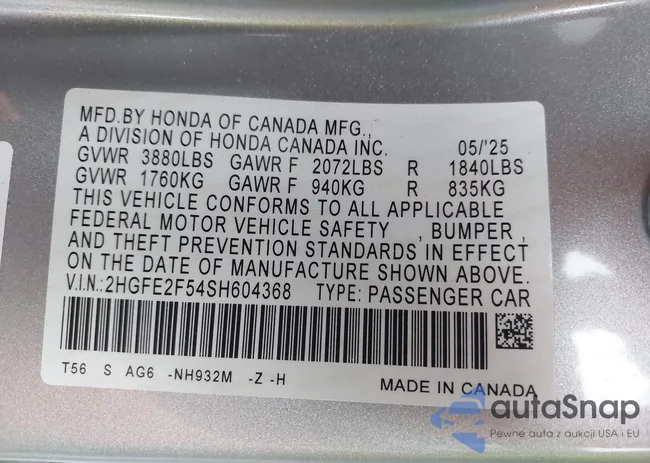 MFD.BY HONDA OF CANADA MFG.,
A DIVISION OF HONDA CANADA INC. 05/'25
GVWR 3880LBS GAWR F 2072LBS R 1840LBS
GVWR 1760KG GAWR F 940KG R 835KG
THIS VEHICLE CONFORMS TO ALL APPLICABLE
FEDERAL MOTOR VEHICLE SAFETY , BUMPER ,
AND THEFT PREVENTION STANDARDS IN EFFECT
ON THE DATE OF MANUFACTURE SHOWN ABOVE.
V.I.N.:2HGFE2F54SH604368 TYPE: PASSENGER CAR
T56 S AG6 -NH932M -Z -H
MADE IN CANADA
autaSnap
Pewne auta z aukcji USA i EU